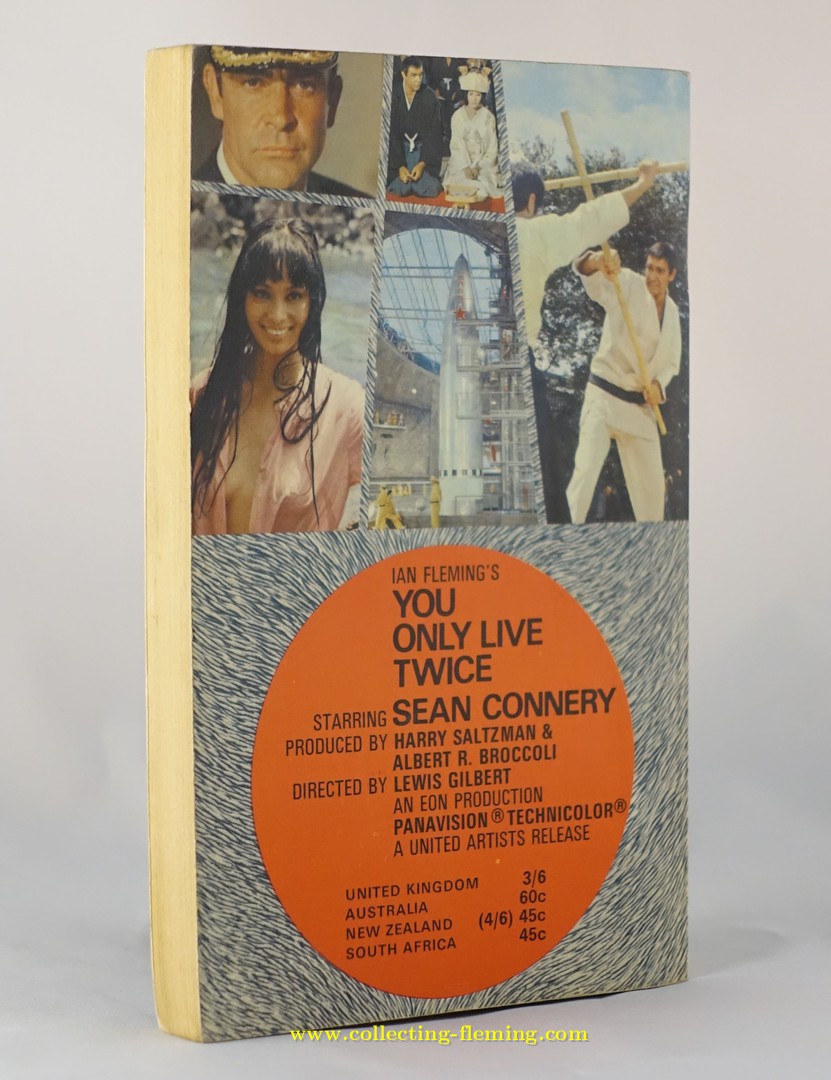 IAN FLEMING'S
YOU
ONLY LIVE
TWICE
STARRING SEAN CONNERY
PRODUCED BY HARRY SALTZMAN &
ALBERT R. BROCCOLI
DIRECTED BY LEWIS GILBERT
AN EON PRODUCTION
PANAVISION® TECHNICOLOR®
A UNITED ARTISTS RELEASE
UNITED KINGDOM 3/6
AUSTRALIA 60c
NEW ZEALAND (4/6) 45c
SOUTH AFRICA 45c
www.collecting-fleming.com